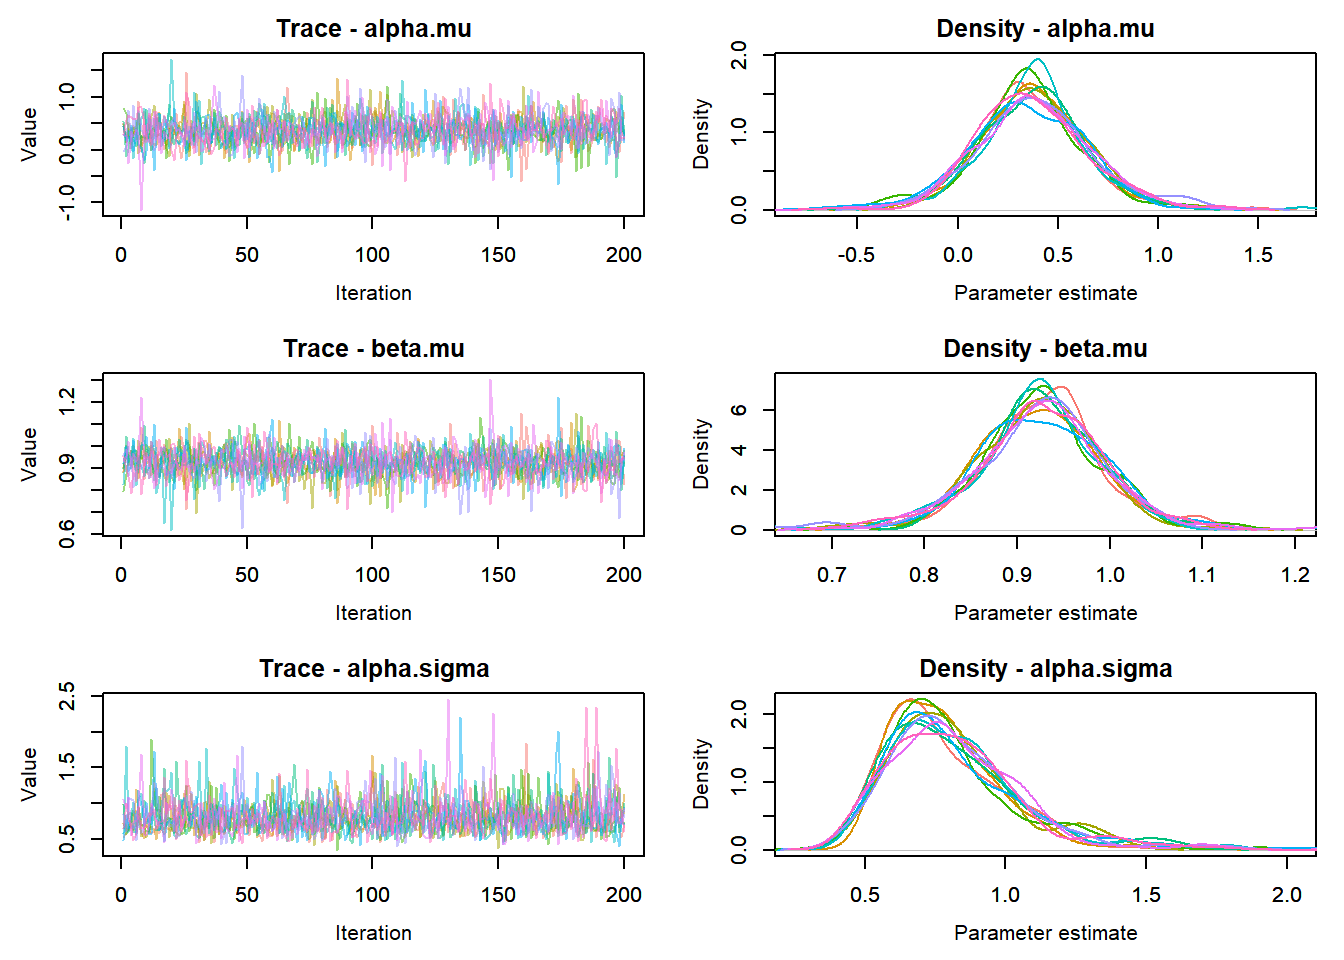 Trace - alpha.mu
Value
-1.0 0.0 1.0
0 50 100 150 200
Iteration
Density - alpha.mu
Density
0.0 1.0 2.0
-0.5 0.0 0.5 1.0 1.5
Parameter estimate
Trace - beta.mu
Value
0.6 0.9 1.2
0 50 100 150 200
Iteration
Density - beta.mu
Density
0 2 4 6
0.7 0.8 0.9 1.0 1.1 1.2
Parameter estimate
Trace - alpha.sigma
Value
0.5 1.5 2.5
0 50 100 150 200
Iteration
Density - alpha.sigma
Density
0.0 1.0 2.0
0.5 1.0 1.5 2.0
Parameter estimate